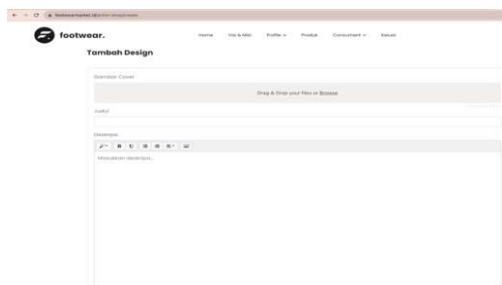 footwear.
Home Visi & Misi Profile Produk Consument Keluar
Tambah Design
Gambar Cover
Drag & Drop your files or Browse
Judul
Deskripsi
B U
Masukkan deskripsi...